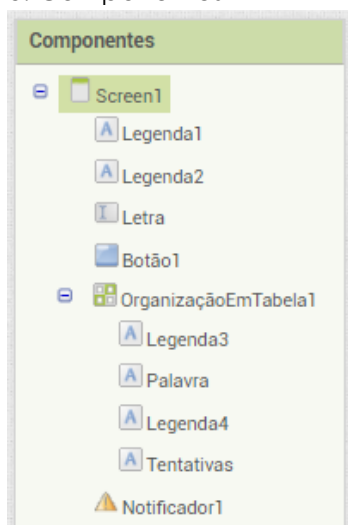 Componentes
Screen1
Legenda1
Legenda2
Letra
Botão1
OrganizaçãoEmTabela1
Legenda3
Palavra
Legenda4
Tentativas
Notificador1